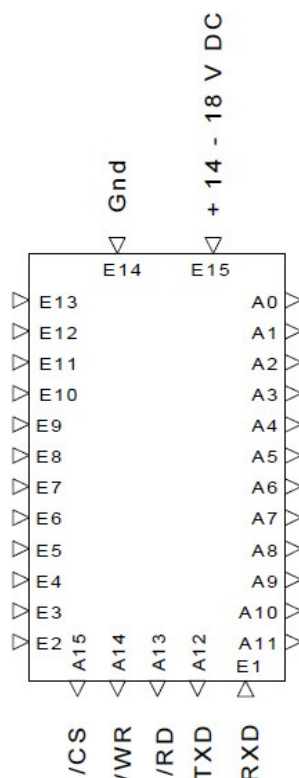 Gnd
+ 14 - 18 V DC
E14 E15
E13 A0
E12 A1
E11 A2
E10 A3
E9 A4
E8 A5
E7 A6
E6 A7
E5 A8
E4 A9
E3 A10
E2 A15 A14 A13 A12 A11
E1
/CS
/WR
/RD
TXD
RXD